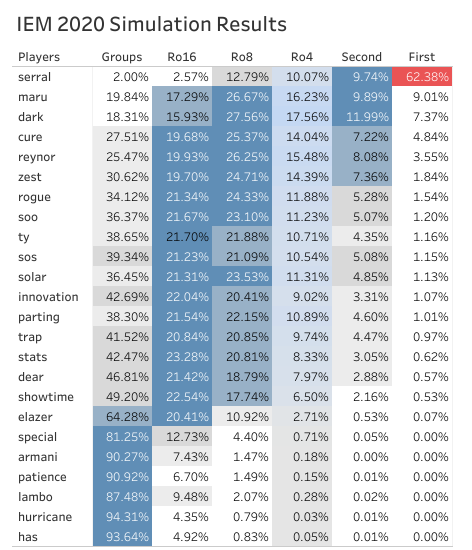 IEM 2020 Simulation Results
Players Groups Ro16 Ro8 Ro4 Second First
serral 2.00% 2.57% 12.79% 10.07% 9.74% 62.38%
maru 19.84% 17.29% 26.67% 16.23% 9.89% 9.01%
dark 18.31% 15.93% 27.56% 17.56% 11.99% 7.37%
cure 27.51% 19.68% 25.37% 14.04% 7.22% 4.84%
reynor 25.47% 19.93% 26.25% 15.48% 8.08% 3.55%
zest 30.62% 19.70% 24.71% 14.39% 7.36% 1.84%
rogue 34.12% 21.34% 24.33% 11.88% 5.28% 1.54%
soo 36.37% 21.67% 23.10% 11.23% 5.07% 1.20%
ty 38.65% 21.70% 21.88% 10.71% 4.35% 1.16%
sos 39.34% 21.23% 21.09% 10.54% 5.08% 1.15%
solar 36.45% 21.31% 23.53% 11.31% 4.85% 1.13%
innovation 42.69% 22.04% 20.41% 9.02% 3.31% 1.07%
parting 38.30% 21.54% 22.15% 10.89% 4.60% 1.01%
trap 41.52% 20.84% 20.85% 9.74% 4.47% 0.97%
stats 42.47% 23.28% 20.81% 8.33% 3.05% 0.62%
dear 46.81% 21.42% 18.79% 7.97% 2.88% 0.57%
showtime 49.20% 22.54% 17.74% 6.50% 2.16% 0.53%
elazer 64.28% 20.41% 10.92% 2.71% 0.53% 0.07%
special 81.25% 12.73% 4.40% 0.71% 0.05% 0.00%
armani 90.27% 7.43% 1.47% 0.18% 0.00% 0.00%
patience 90.92% 6.70% 1.49% 0.15% 0.01% 0.00%
lambo 87.48% 9.48% 2.07% 0.28% 0.02% 0.00%
hurricane 94.31% 4.35% 0.79% 0.03% 0.01% 0.00%
has 93.64% 4.92% 0.83% 0.05% 0.01% 0.00%